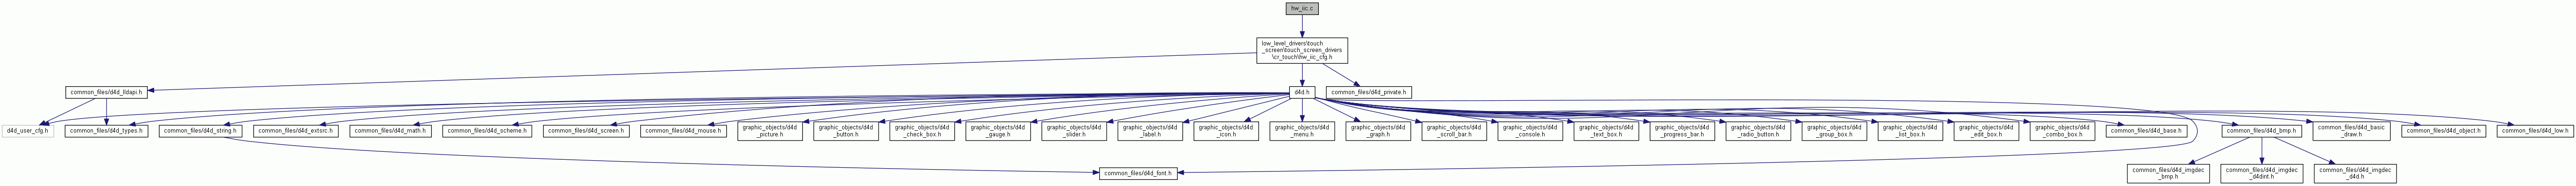 hw_iic.c
low_level_drivers\touch
_screen\touch_screen_drivers
\cr_touch\hw_iic_cfg.h
common_files/d4d_lldapi.h
d4d.h
common_files/d4d_private.h
d4d_user_cfg.h
common_files/d4d_types.h
common_files/d4d_string.h
common_files/d4d_extsrc.h
common_files/d4d_math.h
common_files/d4d_scheme.h
common_files/d4d_screen.h
common_files/d4d_mouse.h
graphic_objects/d4d
_picture.h
graphic_objects/d4d
_button.h
graphic_objects/d4d
_check_box.h
graphic_objects/d4d
_gauge.h
graphic_objects/d4d
_slider.h
graphic_objects/d4d
_label.h
graphic_objects/d4d
_icon.h
graphic_objects/d4d
_menu.h
graphic_objects/d4d
_graph.h
graphic_objects/d4d
_scroll_bar.h
graphic_objects/d4d
_console.h
graphic_objects/d4d
_text_box.h
graphic_objects/d4d
_progress_bar.h
graphic_objects/d4d
_radio_button.h
graphic_objects/d4d
_group_box.h
graphic_objects/d4d
_list_box.h
graphic_objects/d4d
_edit_box.h
graphic_objects/d4d
_combo_box.h
common_files/d4d_base.h
common_files/d4d_bmp.h
common_files/d4d_basic
_draw.h
common_files/d4d_object.h
common_files/d4d_low.h
common_files/d4d_font.h
common_files/d4d_imgdec
_bmp.h
common_files/d4d_imgdec
_d4dint.h
common_files/d4d_imgdec
_d4d.h